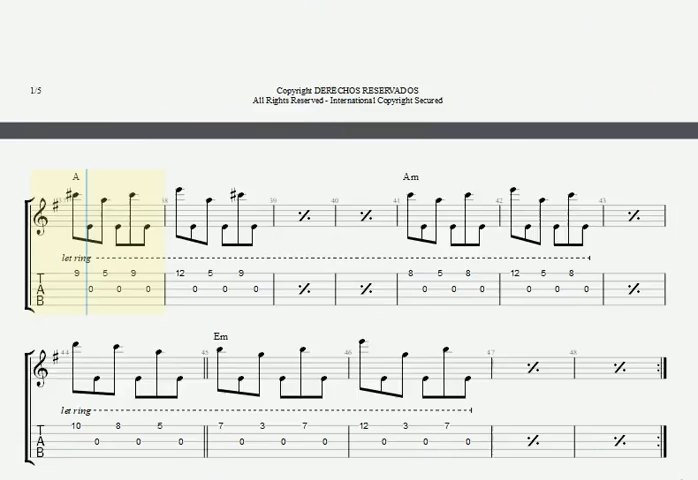 1/5
Copyright DERECHOS RESERVADOS
All Rights Reserved - International Copyright Secured
A Am
38 39 40 41 42 43
let ring
T 9 5 9 12 5 9 8 5 8 12 5 8
A 0 0 0 0 0 0 0 0 0 0 0 0
B
Em
44 45 46 47 48
let ring
T 10 8 5 7 3 7 12 3 7
A 0 0 0 0 0 0 0 0 0
B